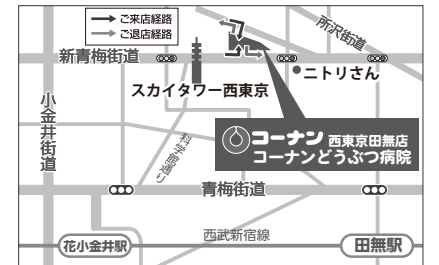 ご来店経路
ご退店経路
所沢街道
新青梅街道
ニトリさん
スカイタワー西東京
小金井街道
コーナン 西東京田無店
コーナンどうぶつ病院
科学館通り
青梅街道
西武新宿線
花小金井駅
田無駅